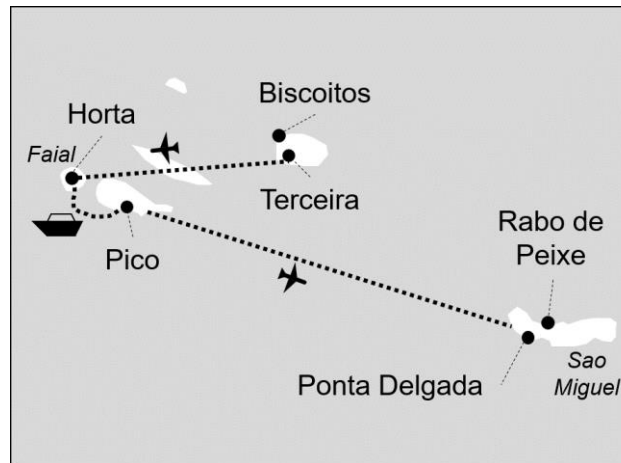 Biscoitos
Horta
Faial
Terceira
Pico
Rabo de
Peixe
Ponta Delgada
Sao
Miguel